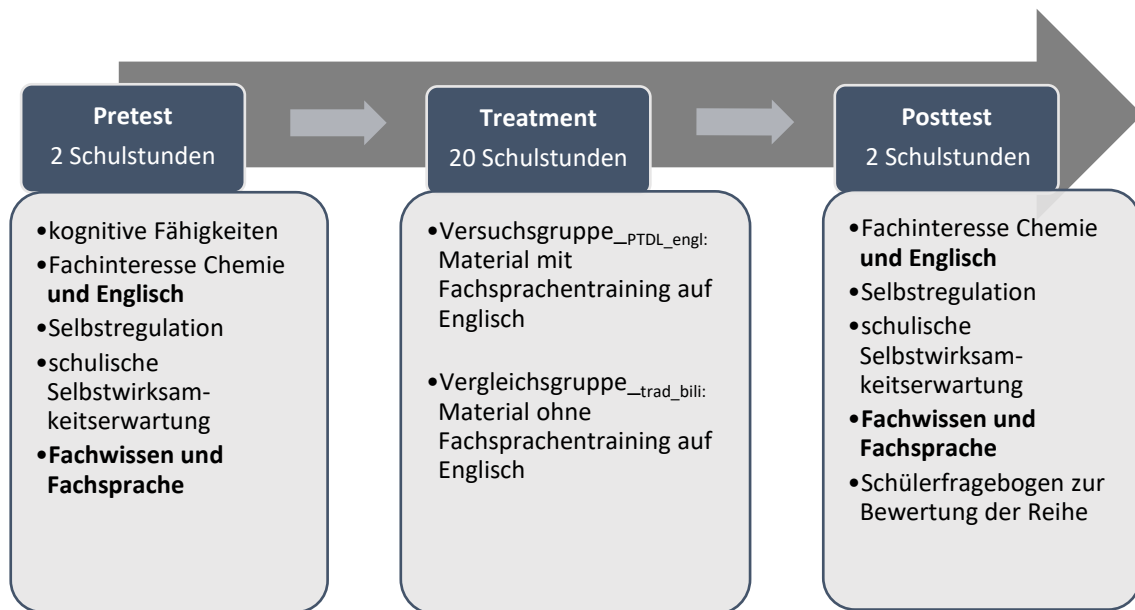 Pretest
2 Schulstunden
•kognitive Fähigkeiten
•Fachinteresse Chemie
und Englisch
•Selbstregulation
•schulische
Selbstwirksam-
keitserwartung
•Fachwissen und
Fachsprache
Treatment
20 Schulstunden
•Versuchsgruppe_PTDL_engl:
Material mit
Fachsprachentraining auf
Englisch
•Vergleichsgruppe_trad_bili:
Material ohne
Fachsprachentraining auf
Englisch
Posttest
2 Schulstunden
•Fachinteresse Chemie
und Englisch
•Selbstregulation
•schulische
Selbstwirksam-
keitserwartung
•Fachwissen und
Fachsprache
•Schülerfragebogen zur
Bewertung der Reihe